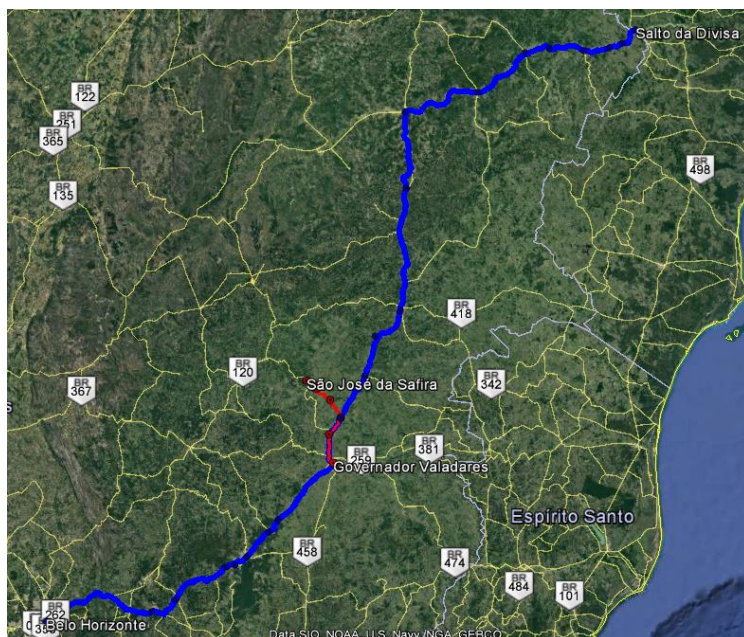 Salto da Divisa
BR
122
BR
251
BR
365
BR
135
BR
498
BR
418
BR
120
São José da Safira
BR
342
BR
367
s
BR
381
BR
259
Governador Valadares
Espírito Santo
BR
458
BR
474
BR
484
BR
101
BR
262
Belo Horizonte
Data SIO, NOAA, U.S. Navy, NGA, GEBCO